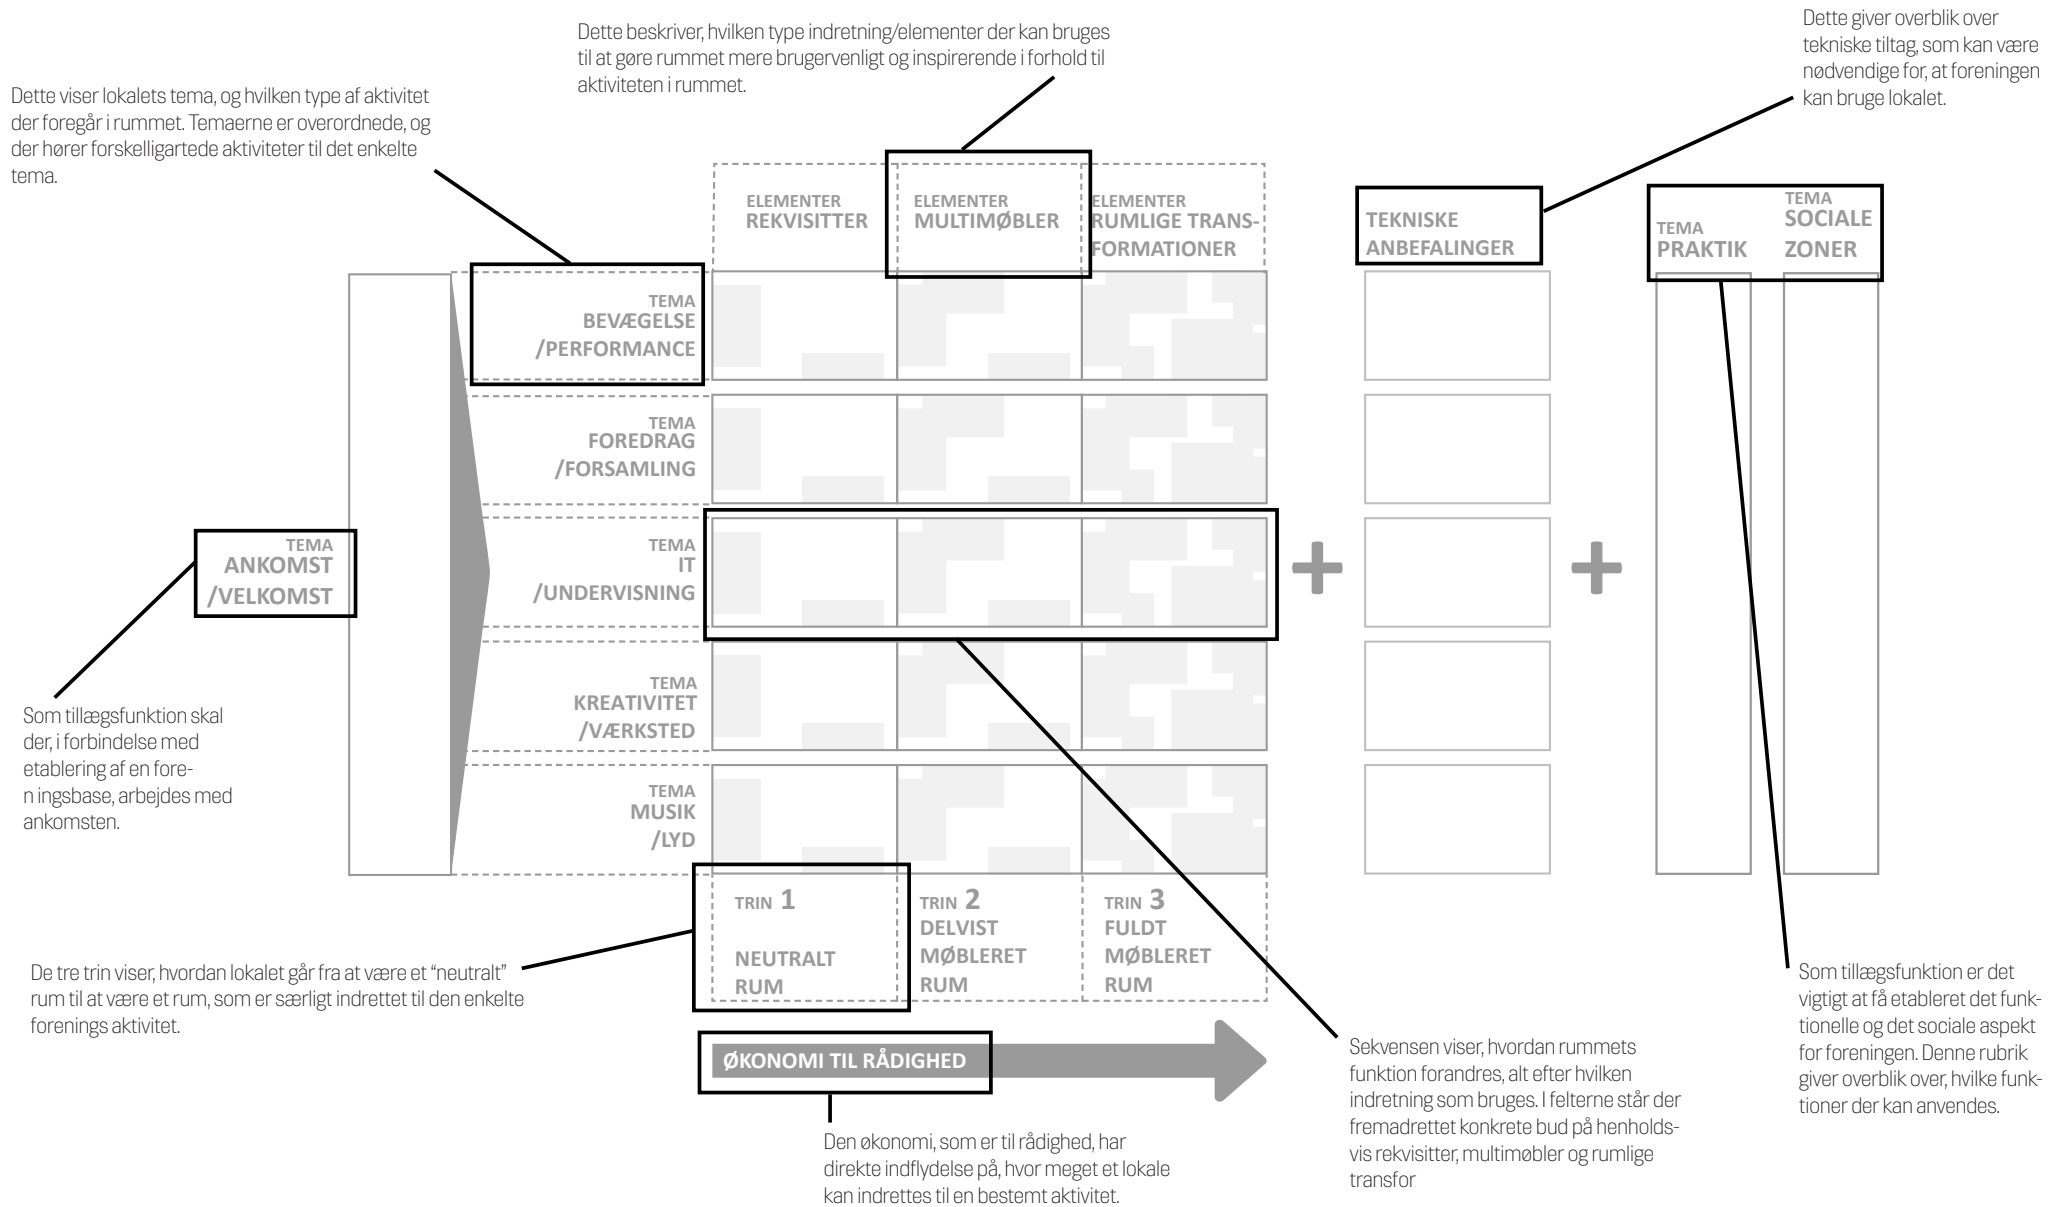 Dette beskriver, hvilken type indretning/elementer der kan bruges
til at gøre rummet mere brugervenligt og inspirerende i forhold til
aktiviteten i rummet.
Dette giver overblik over
tekniske tiltag, som kan være
nødvendige for, at foreningen
kan bruge lokalet.
Dette viser lokalets tema, og hvilken type af aktivitet
der foregår i rummet. Temaerne er overordnede, og
der hører forskelligartede aktiviteter til det enkelte
tema.
ELEMENTER
REKVISITTER
ELEMENTER
MULTIMØBLER
ELEMENTER
RUMLIGE TRANS-
FORMATIONER
TEKNISKE
ANBEFALINGER
TEMA
PRAKTIK
TEMA
SOCIALE
ZONER
TEMA
BEVÆGELSE
/PERFORMANCE
TEMA
FOREDRAG
/FORSAMLING
TEMA
ANKOMST
/VELKOMST
TEMA
IT
/UNDERVISNING
TEMA
KREATIVITET
/VÆRKSTED
TEMA
MUSIK
/LYD
Som tillægsfunktion skal
der, i forbindelse med
etablering af en fore-
n ingsbase, arbejdes med
ankomsten.
TRIN 1
NEUTRALT
RUM
TRIN 2
DELVIST
MØBLERET
RUM
TRIN 3
FULDT
MØBLERET
RUM
De tre trin viser, hvordan lokalet går fra at være et “neutralt”
rum til at være et rum, som er særligt indrettet til den enkelte
forenings aktivitet.
ØKONOMI TIL RÅDIGHED
Den økonomi, som er til rådighed, har
direkte indflydelse på, hvor meget et lokale
kan indrettes til en bestemt aktivitet.
Sekvensen viser, hvordan rummets
funktion forandres, alt efter hvilken
indretning som bruges. I felterne står der
fremadrettet konkrete bud på henholds-
vis rekvisitter, multimøbler og rumlige
transfor
Som tillægsfunktion er det
vigtigt at få etableret det funk-
tionelle og det sociale aspekt
for foreningen. Denne rubrik
giver overblik over, hvilke funk-
tioner der kan anvendes.